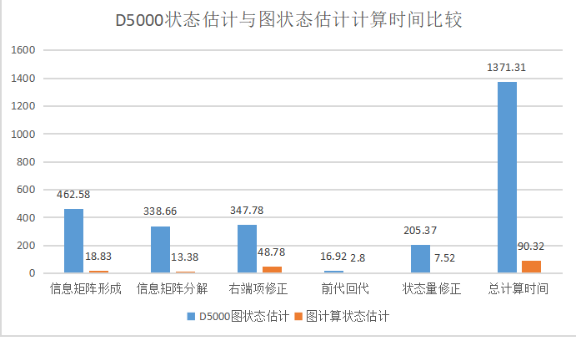 D5000状态估计与图状态估计计算时间比较
1600
1400
1200
1000
800
600
400
200
0
462.58
18.83
338.66
13.38
347.78
48.78
16.92
2.8
205.37
7.52
1371.31
90.32
信息矩阵形成
信息矩阵分解
右端项修正
前代回代
状态量修正
总计算时间
D5000图状态估计
图计算状态估计